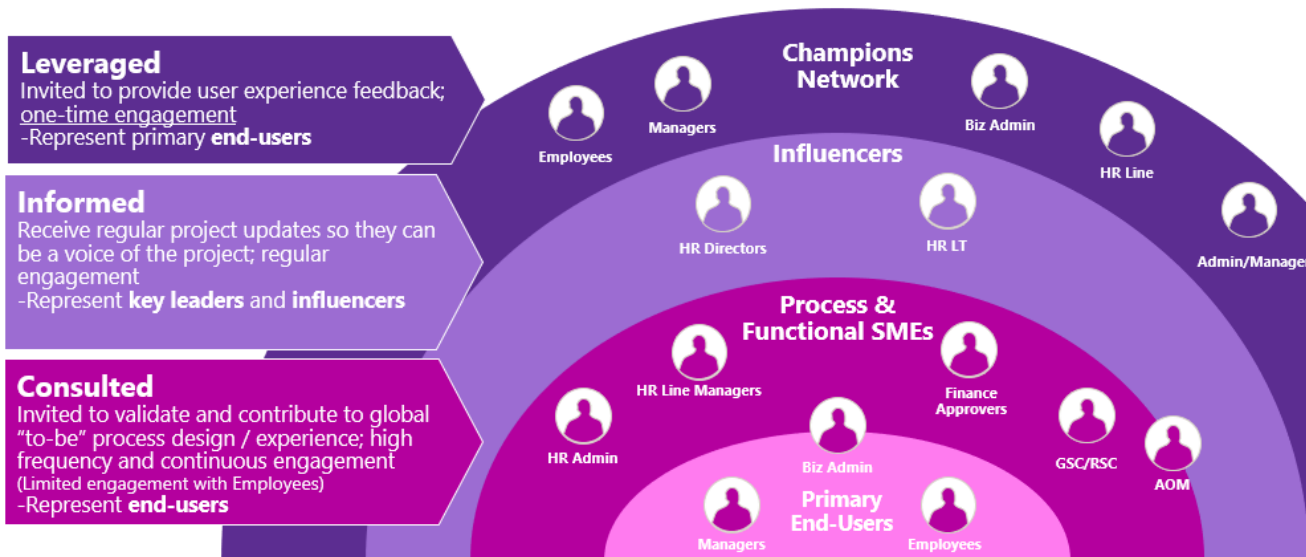 Leveraged
Invited to provide user experience feedback;
one-time engagement
-Represent primary end-users
Informed
Receive regular project updates so they can
be a voice of the project; regular
engagement
-Represent key leaders and influencers
Consulted
Invited to validate and contribute to global
“to-be” process design / experience; high
frequency and continuous engagement
(Limited engagement with Employees)
-Represent end-users
Champions
Network
Employees
Managers
Biz Admin
HR Line
Admin/Manager
Influencers
HR Directors
HR LT
Process &
Functional SMEs
HR Admin
HR Line Managers
Finance
Approvers
GSC/RSC
AOM
Biz Admin
Primary
End-Users
Managers
Employees